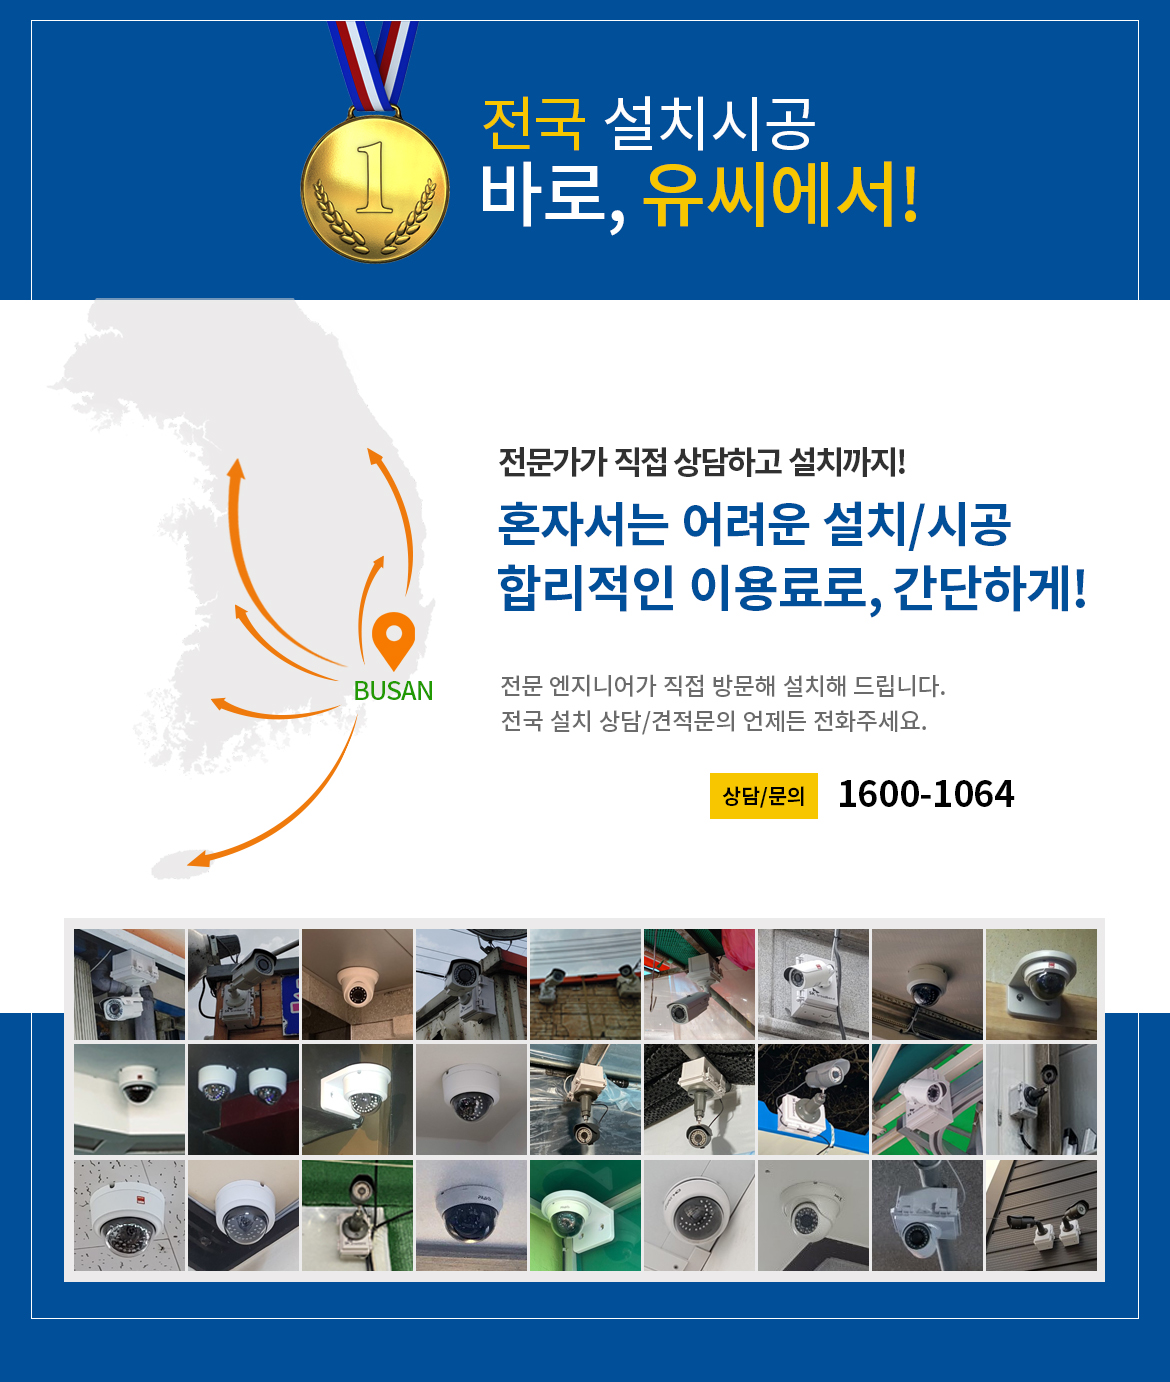 1
전국 설치시공
바로, 유씨에서!
전문가가 직접 상담하고 설치까지!
혼자서는 어려운 설치/시공
합리적인 이용료로, 간단하게!
BUSAN
전문 엔지니어가 직접 방문해 설치해 드립니다.
전국 설치 상담/견적문의 언제든 전화주세요.
상담/문의 1600-1064